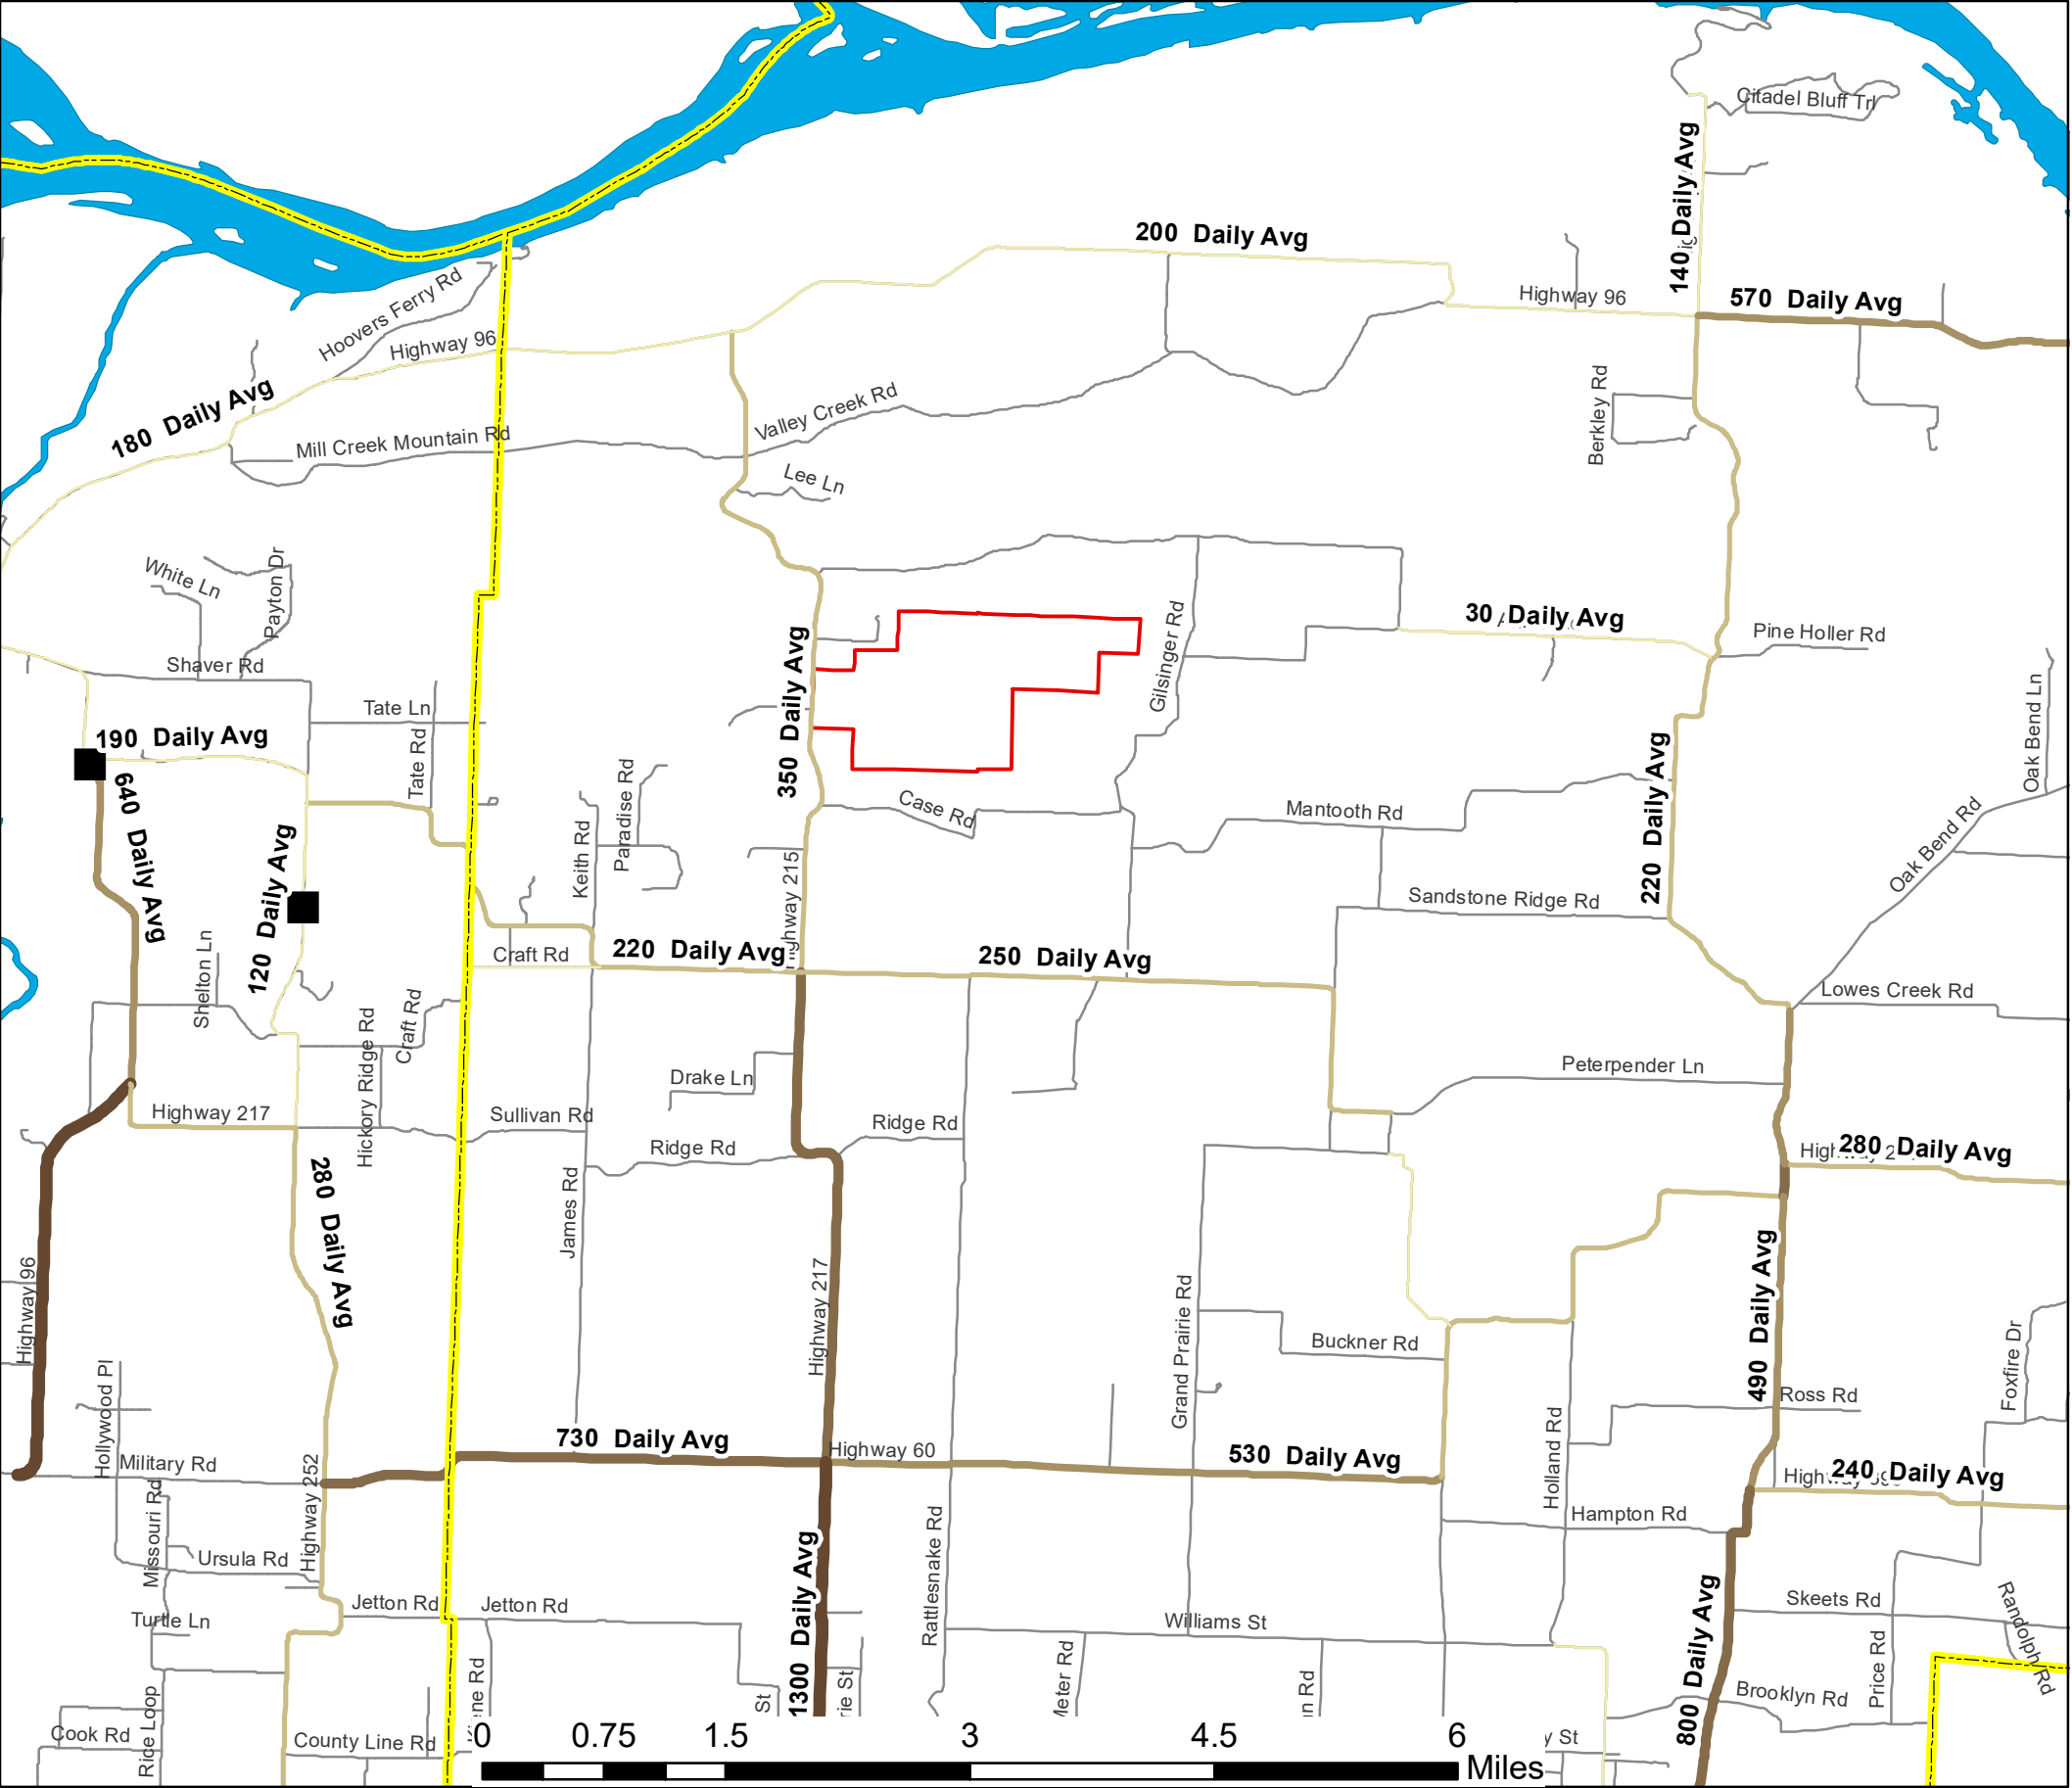 Citadel Bluff Trl
140 Daily Avg
200 Daily Avg
Highway 96
570 Daily Avg
Hoovers Ferry Rd
Highway 96
180 Daily Avg
Mill Creek Mountain Rd
Valley Creek Rd
Berkley Rd
Lee Ln
White Ln
Payton Dr
Shaver Rd
30 Daily Avg
Pine Holler Rd
Gilsinger Rd
350 Daily Avg
Tate Ln
Tate Rd
190 Daily Avg
640 Daily Avg
120 Daily Avg
Oak Bend Ln
Paradise Rd
Keith Rd
Case Rd
Mantooth Rd
220 Daily Avg
Oak Bend Rd
Highway 215
Sandstone Ridge Rd
Shelton Ln
Craft Rd
220 Daily Avg
250 Daily Avg
Lowes Creek Rd
Craft Rd
Hickory Ridge Rd
Drake Ln
Peterpender Ln
Highway 217
Sullivan Rd
Ridge Rd
Ridge Rd
280 Daily Avg
280 Daily Avg
James Rd
Highway 96
Highway 217
Grand Prairie Rd
Buckner Rd
490 Daily Avg
Foxfire Dr
Ross Rd
Hollywood Pl
Military Rd
730 Daily Avg
Highway 60
530 Daily Avg
Holland Rd
240 Daily Avg
Highway 252
Missouri Rd
Ursula Rd
Hampton Rd
Rattlesnake Rd
1300 Daily Avg
Jetton Rd
Jetton Rd
Turtle Ln
Williams St
Skeets Rd
Randolph Rd
800 Daily Avg
Price Rd
Brooklyn Rd
Rice Loop
Cook Rd
County Line Rd
St
0 0.75 1.5 3 4.5 6
Miles